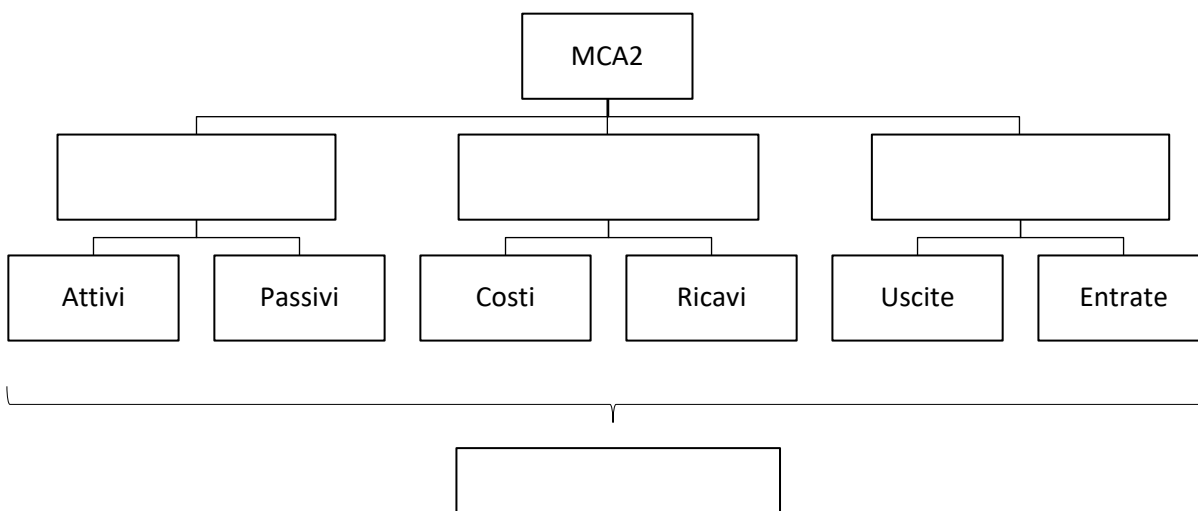 MCA2
Attivi
Passivi
Costi
Ricavi
Uscite
Entrate